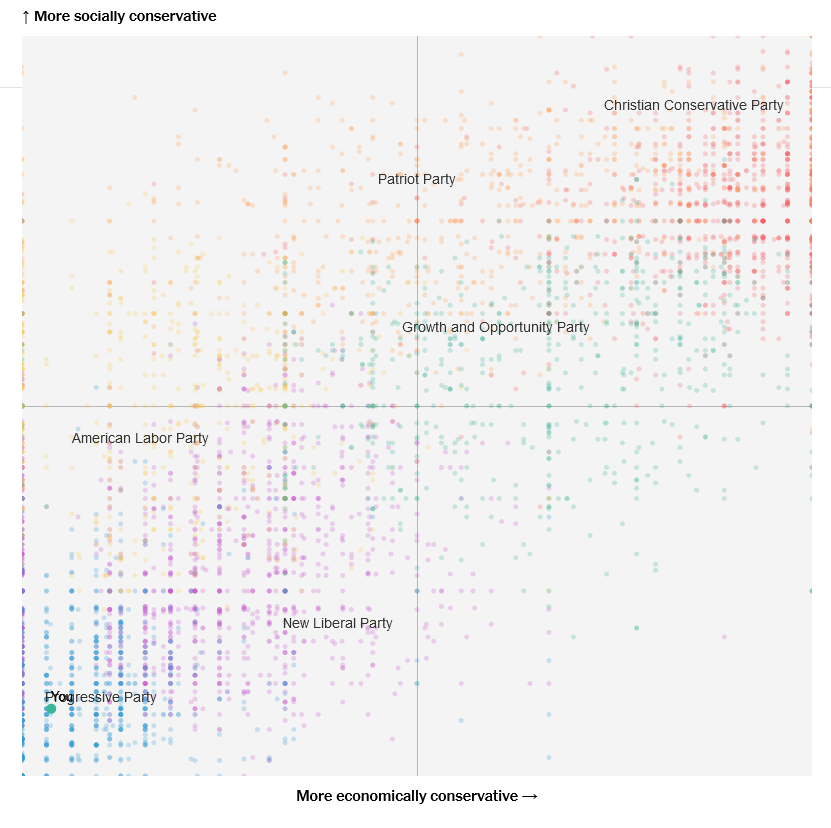 ↑ More socially conservative
Christian Conservative Party
Patriot Party
Growth and Opportunity Party
American Labor Party
New Liberal Party
You
Progressive Party
More economically conservative →